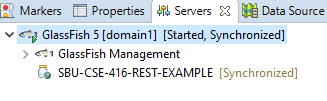 Markers Properties Servers Data Source
GlassFish 5 [domain1] [Started, Synchronized]
GlassFish Management
SBU-CSE-416-REST-EXAMPLE [Synchronized]